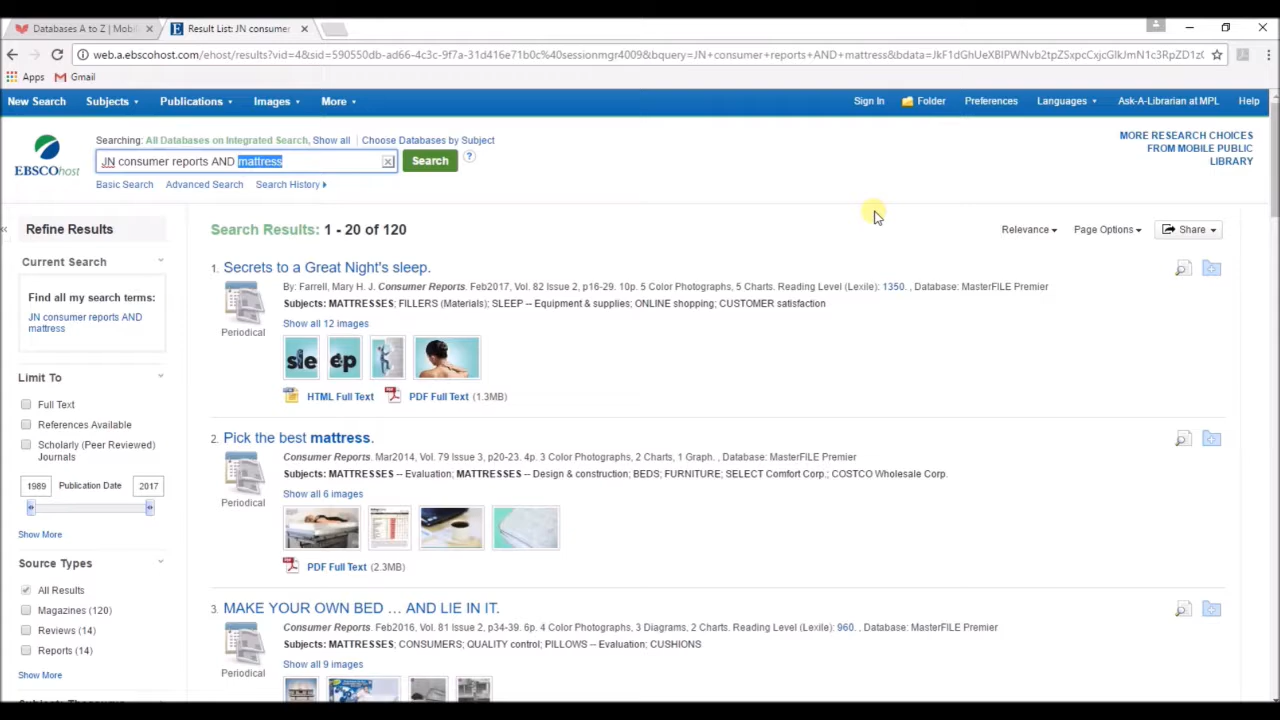 Databases A to Z | Mobil
Result List: JN consumer
web.a.ebscohost.com/ehost/results?vid=4&sid=590550db-ad66-4c3c-9f7a-31d416e71b0c%40sessionmgr4009&bquery=JN+consumer+reports+AND+mattress&bdata=JkF1dGhUeXBlPWNvb2tpZSxpcCxjcGlkJmN1c3RpZD1zC
Apps Gmail
New Search Subjects Publications Images More Sign In Folder Preferences Languages Ask-A-Librarian at MPL Help
Searching: All Databases on Integrated Search, Show all | Choose Databases by Subject
JN consumer reports AND mattress Search ?
EBSCOhost
Basic Search Advanced Search Search History
MORE RESEARCH CHOICES
FROM MOBILE PUBLIC
LIBRARY
Refine Results
Current Search
Find all my search terms:
JN consumer reports AND
mattress
Limit To
Full Text
References Available
Scholarly (Peer Reviewed)
Journals
1989 Publication Date 2017
Show More
Source Types
All Results
Magazines (120)
Reviews (14)
Reports (14)
Show More
Search Results: 1 - 20 of 120
Relevance Page Options Share
1. Secrets to a Great Night's sleep.
By: Farrell, Mary H. J. Consumer Reports. Feb2017, Vol. 82 Issue 2, p16-29. 10p. 5 Color Photographs, 5 Charts. Reading Level (Lexile): 1350. , Database: MasterFILE Premier
Subjects: MATTRESSES; FILLERS (Materials); SLEEP -- Equipment & supplies; ONLINE shopping; CUSTOMER satisfaction
Periodical
Show all 12 images
sle ep
HTML Full Text PDF Full Text (1.3MB)
2. Pick the best mattress.
Consumer Reports. Mar2014, Vol. 79 Issue 3, p20-23. 4p. 3 Color Photographs, 2 Charts, 1 Graph. , Database: MasterFILE Premier
Subjects: MATTRESSES -- Evaluation; MATTRESSES -- Design & construction; BEDS; FURNITURE; SELECT Comfort Corp.; COSTCO Wholesale Corp.
Periodical
Show all 6 images
PDF Full Text (2.3MB)
3. MAKE YOUR OWN BED … AND LIE IN IT.
Consumer Reports. Feb2016, Vol. 81 Issue 2, p34-39. 6p. 4 Color Photographs, 3 Diagrams, 2 Charts. Reading Level (Lexile): 960. , Database: MasterFILE Premier
Subjects: MATTRESSES; CONSUMERS; QUALITY control; PILLOWS -- Evaluation; CUSHIONS
Periodical
Show all 9 images